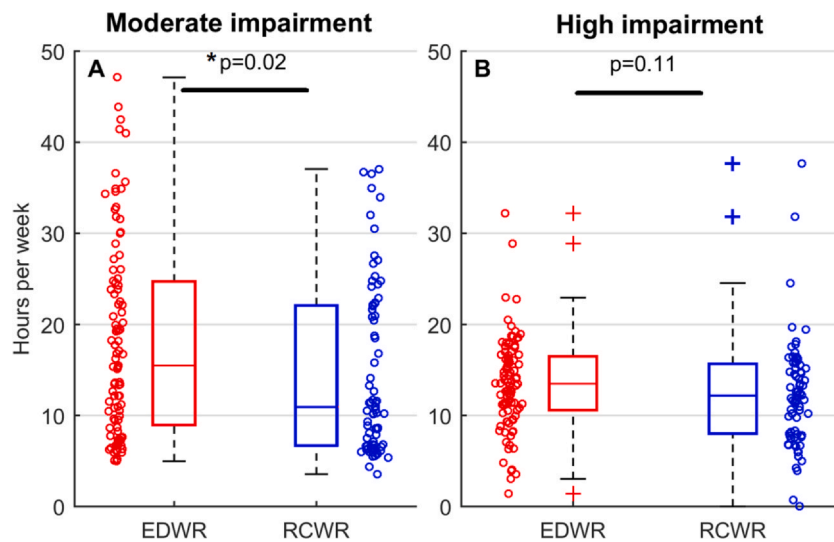 Moderate impairment
High impairment
A
*p=0.02
B
p=0.11
Hours per week
50
40
30
20
10
0
EDWR
RCWR
50
40
30
20
10
0
EDWR
RCWR